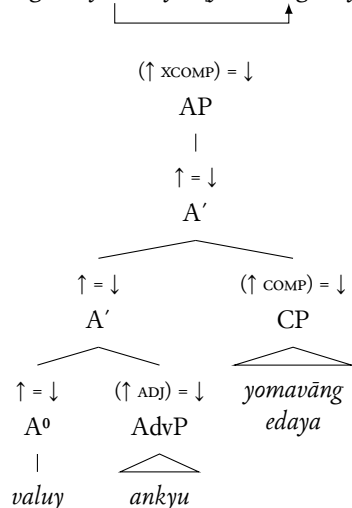 (↑ XCOMP) = ↓
AP
↑ = ↓
A′
↑ = ↓ (↑ COMP) = ↓
A′ CP
↑ = ↓ (↑ ADJ) = ↓ yomavāng
A⁰ AdvP edaya
valuy ankyu